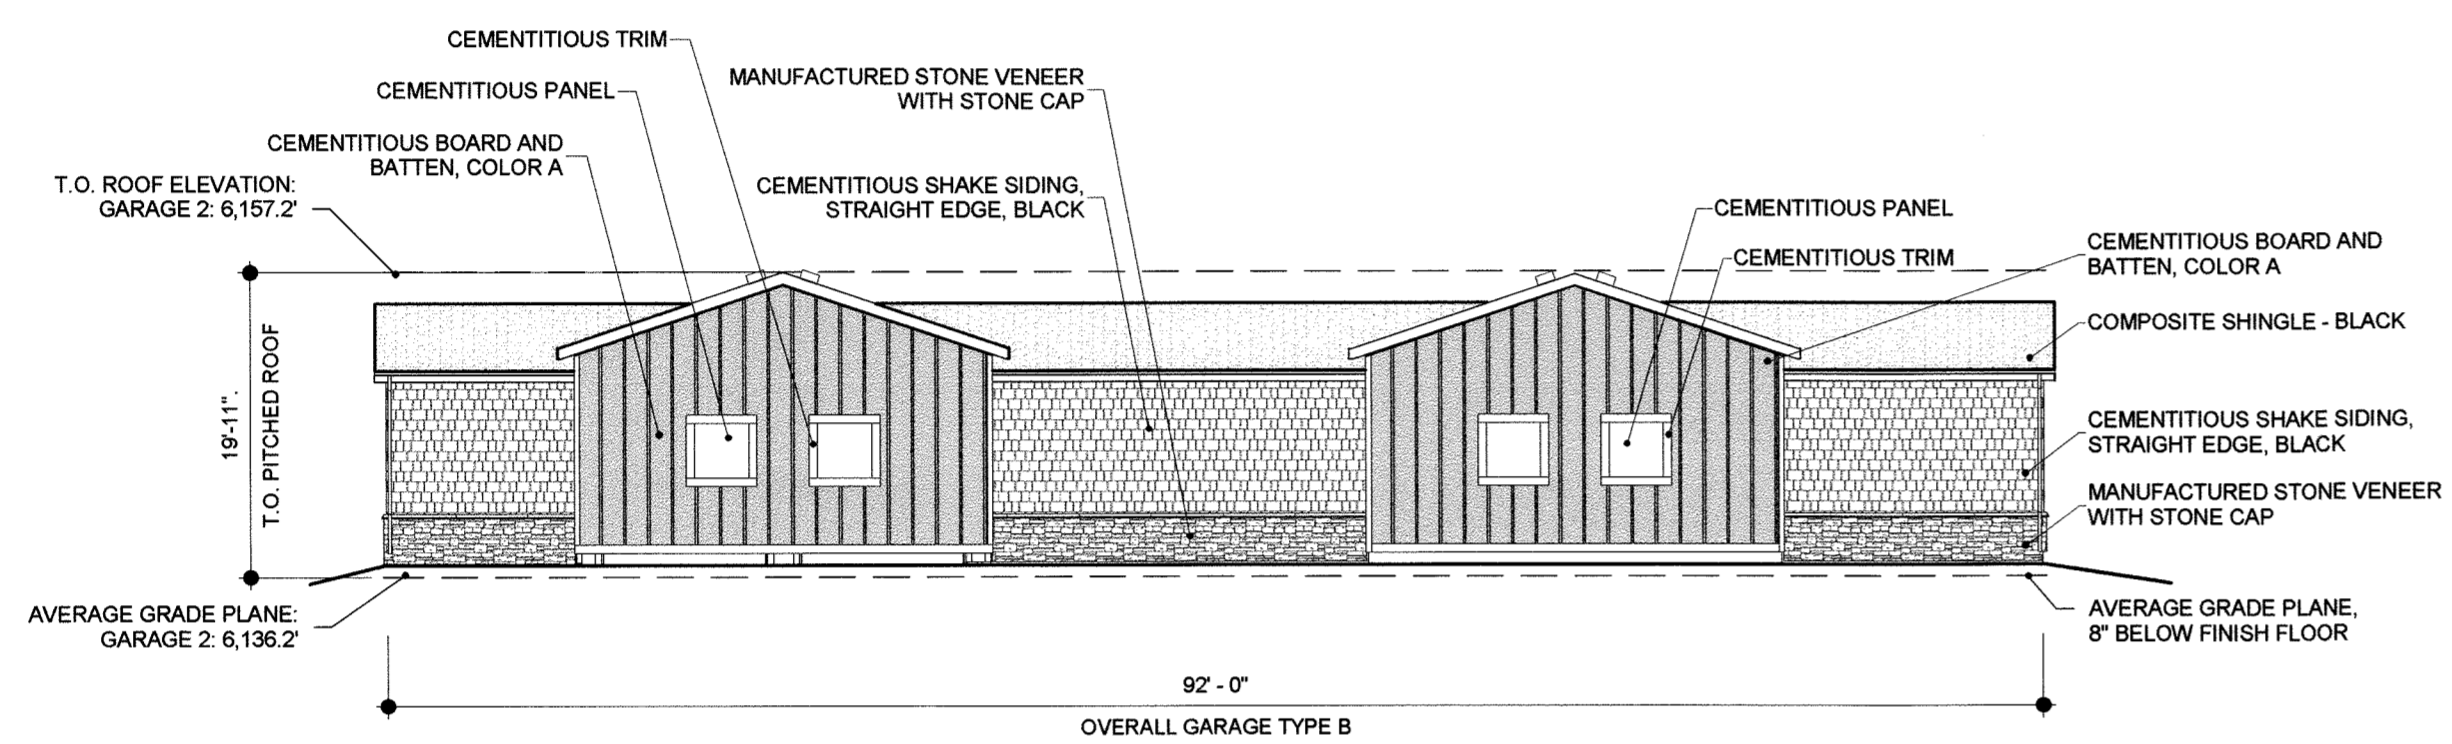 CEMENTITIOUS TRIM
CEMENTITIOUS PANEL
CEMENTITIOUS BOARD AND
BATTEN, COLOR A
T.O. ROOF ELEVATION:
GARAGE 2: 6,157.2'
MANUFACTURED STONE VENEER
WITH STONE CAP
CEMENTITIOUS SHAKE SIDING,
STRAIGHT EDGE, BLACK
CEMENTITIOUS PANEL
CEMENTITIOUS TRIM
CEMENTITIOUS BOARD AND
BATTEN, COLOR A
COMPOSITE SHINGLE - BLACK
CEMENTITIOUS SHAKE SIDING,
STRAIGHT EDGE, BLACK
MANUFACTURED STONE VENEER
WITH STONE CAP
19'-11".
T.O. PITCHED ROOF
AVERAGE GRADE PLANE:
GARAGE 2: 6,136.2'
AVERAGE GRADE PLANE,
8" BELOW FINISH FLOOR
92' - 0"
OVERALL GARAGE TYPE B